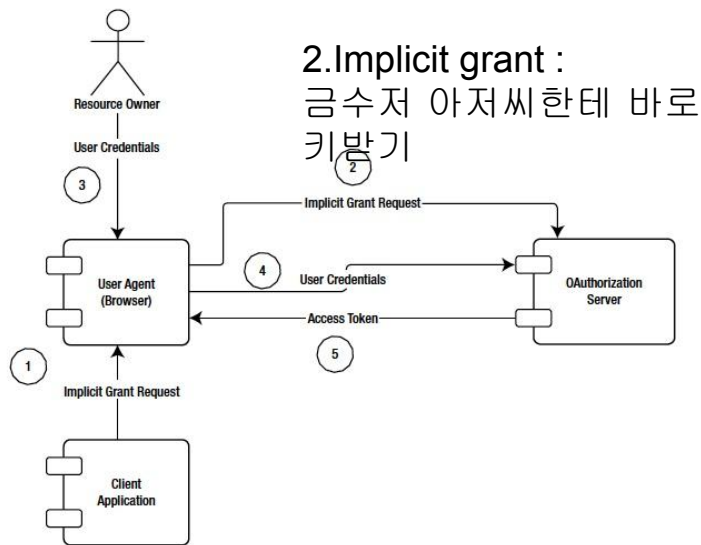 2.Implicit grant :
금수저 아저씨한테 바로
키받기
Resource Owner
User Credentials
3
2
Implicit Grant Request
User Agent
(Browser)
4
User Credentials
OAuthorization
Server
Access Token
5
1
Implicit Grant Request
Client
Application